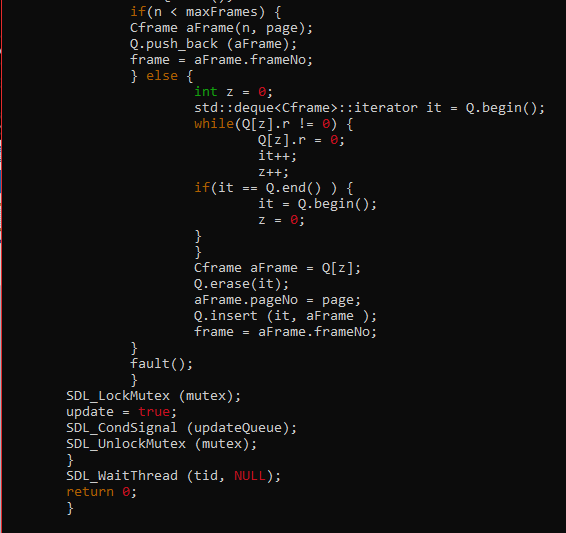 if(n < maxFrames) {
Cframe aFrame(n, page);
Q.push_back (aFrame);
frame = aFrame.frameNo;
} else {
int z = 0;
std::deque<Cframe>::iterator it = Q.begin();
while(Q[z].r != 0) {
Q[z].r = 0;
it++;
z++;
if(it == Q.end() ) {
it = Q.begin();
z = 0;
}
}
Cframe aFrame = Q[z];
Q.erase(it);
aFrame.pageNo = page;
Q.insert (it, aFrame );
frame = aFrame.frameNo;
}
fault();
}
SDL_LockMutex (mutex);
update = true;
SDL_CondSignal (updateQueue);
SDL_UnlockMutex (mutex);
}
SDL_WaitThread (tid, NULL);
return 0;
}